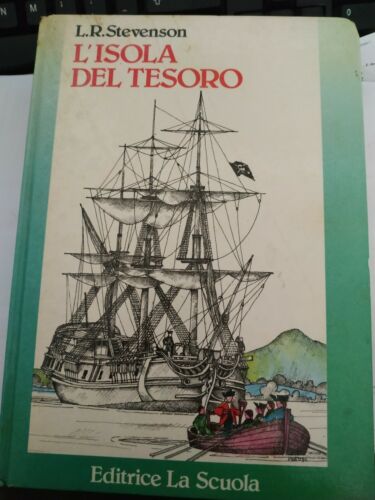 L.R.Stevenson
L'ISOLA
DEL TESORO
Editrice La Scuola